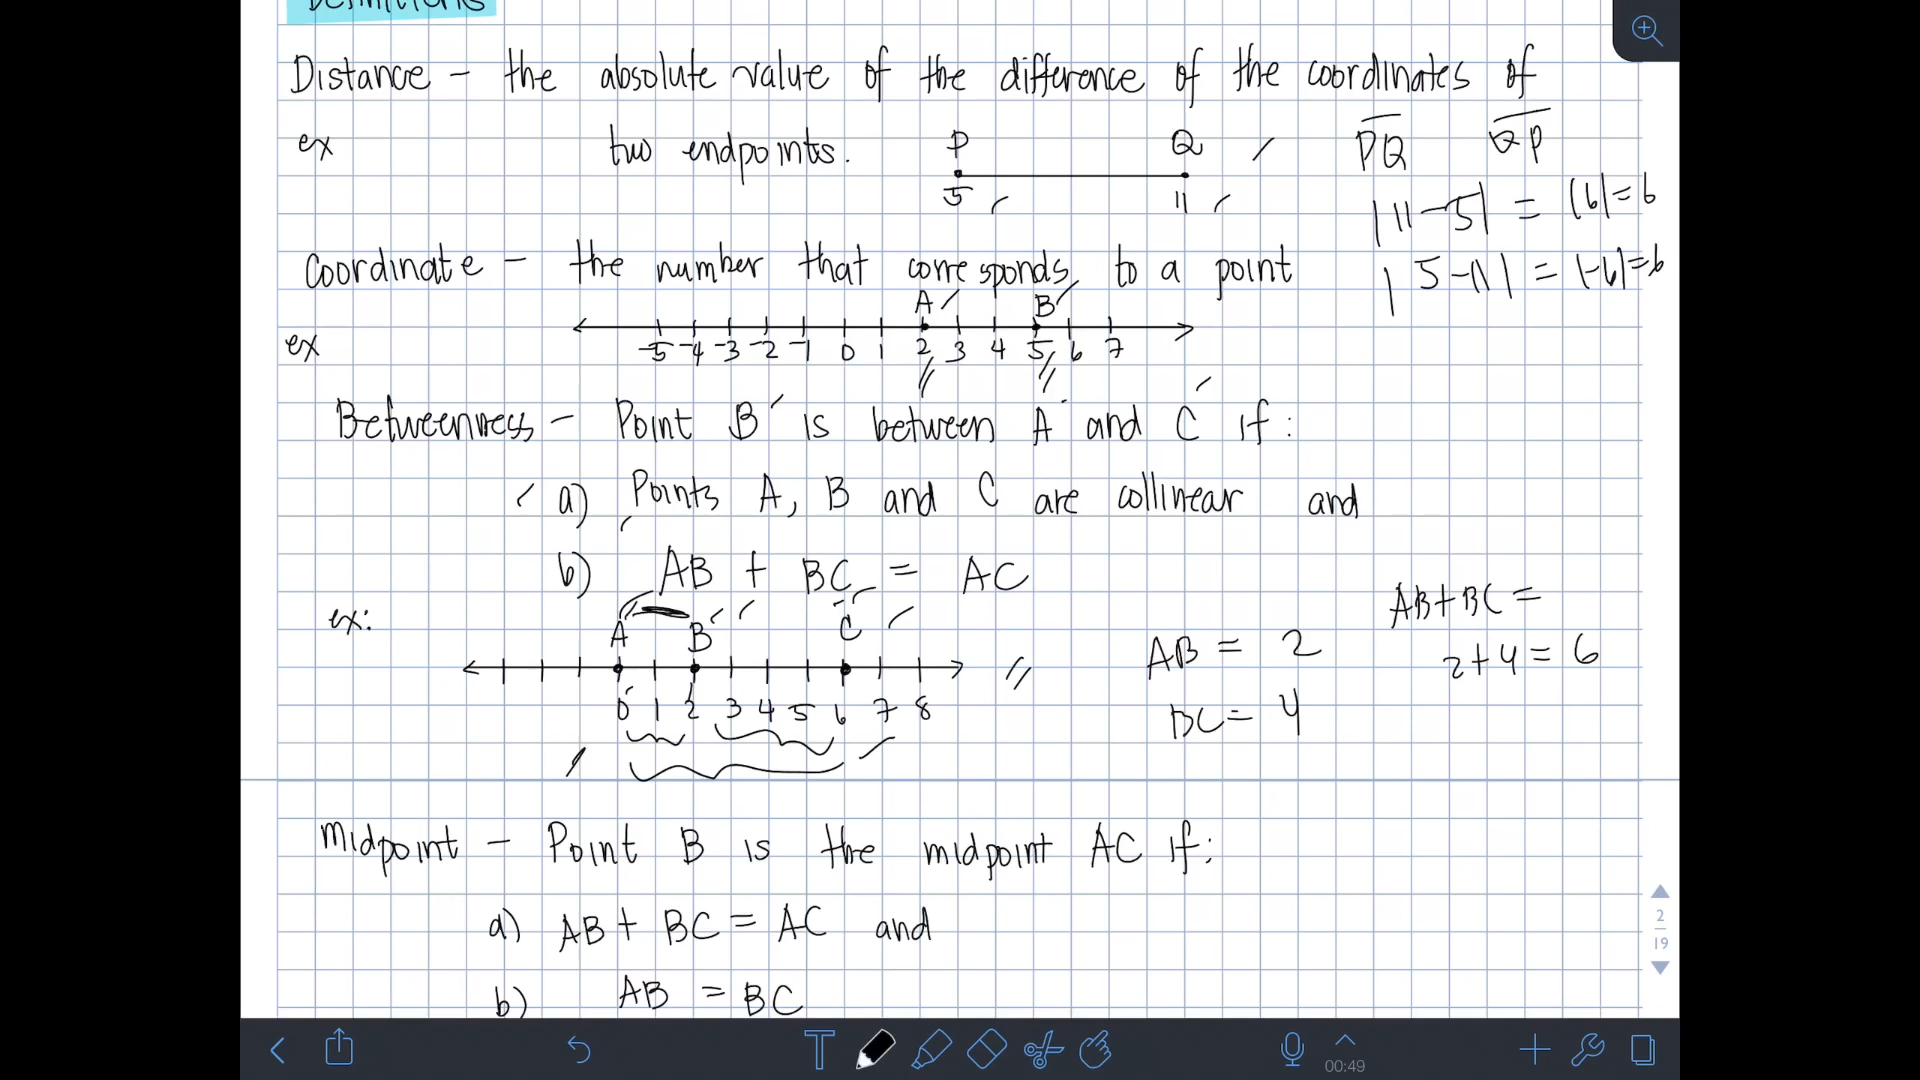 Definitions
Distance - the absolute value of the difference of the coordinates of
ex two endpoints. P Q PQ QP
5 11 |11-5| = |6|=6
Coordinate - the number that corresponds to a point |5-11| = |-6|=6
A B
ex -5 -4 -3 -2 -1 0 1 2 3 4 5 6 7
Betweenness - Point B is between A and C if:
a) Points A, B and C are collinear and
b) AB + BC = AC
ex: A B C AB = 2 AB+BC =
2+4 = 6
0 1 2 3 4 5 6 7 8 BC = 4
Midpoint - Point B is the midpoint AC if:
a) AB + BC = AC and
b) AB = BC
2
19
T
00:49